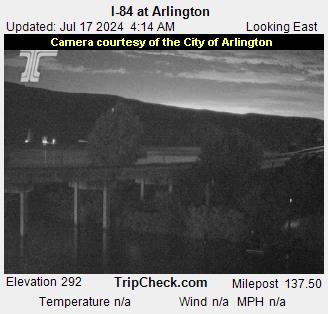 I-84 at Arlington
Updated: Jul 17 2024 4:14 AM Looking East
Camera courtesy of the City of Arlington
Elevation 292 TripCheck.com Milepost 137.50
Temperature n/a Wind n/a MPH n/a